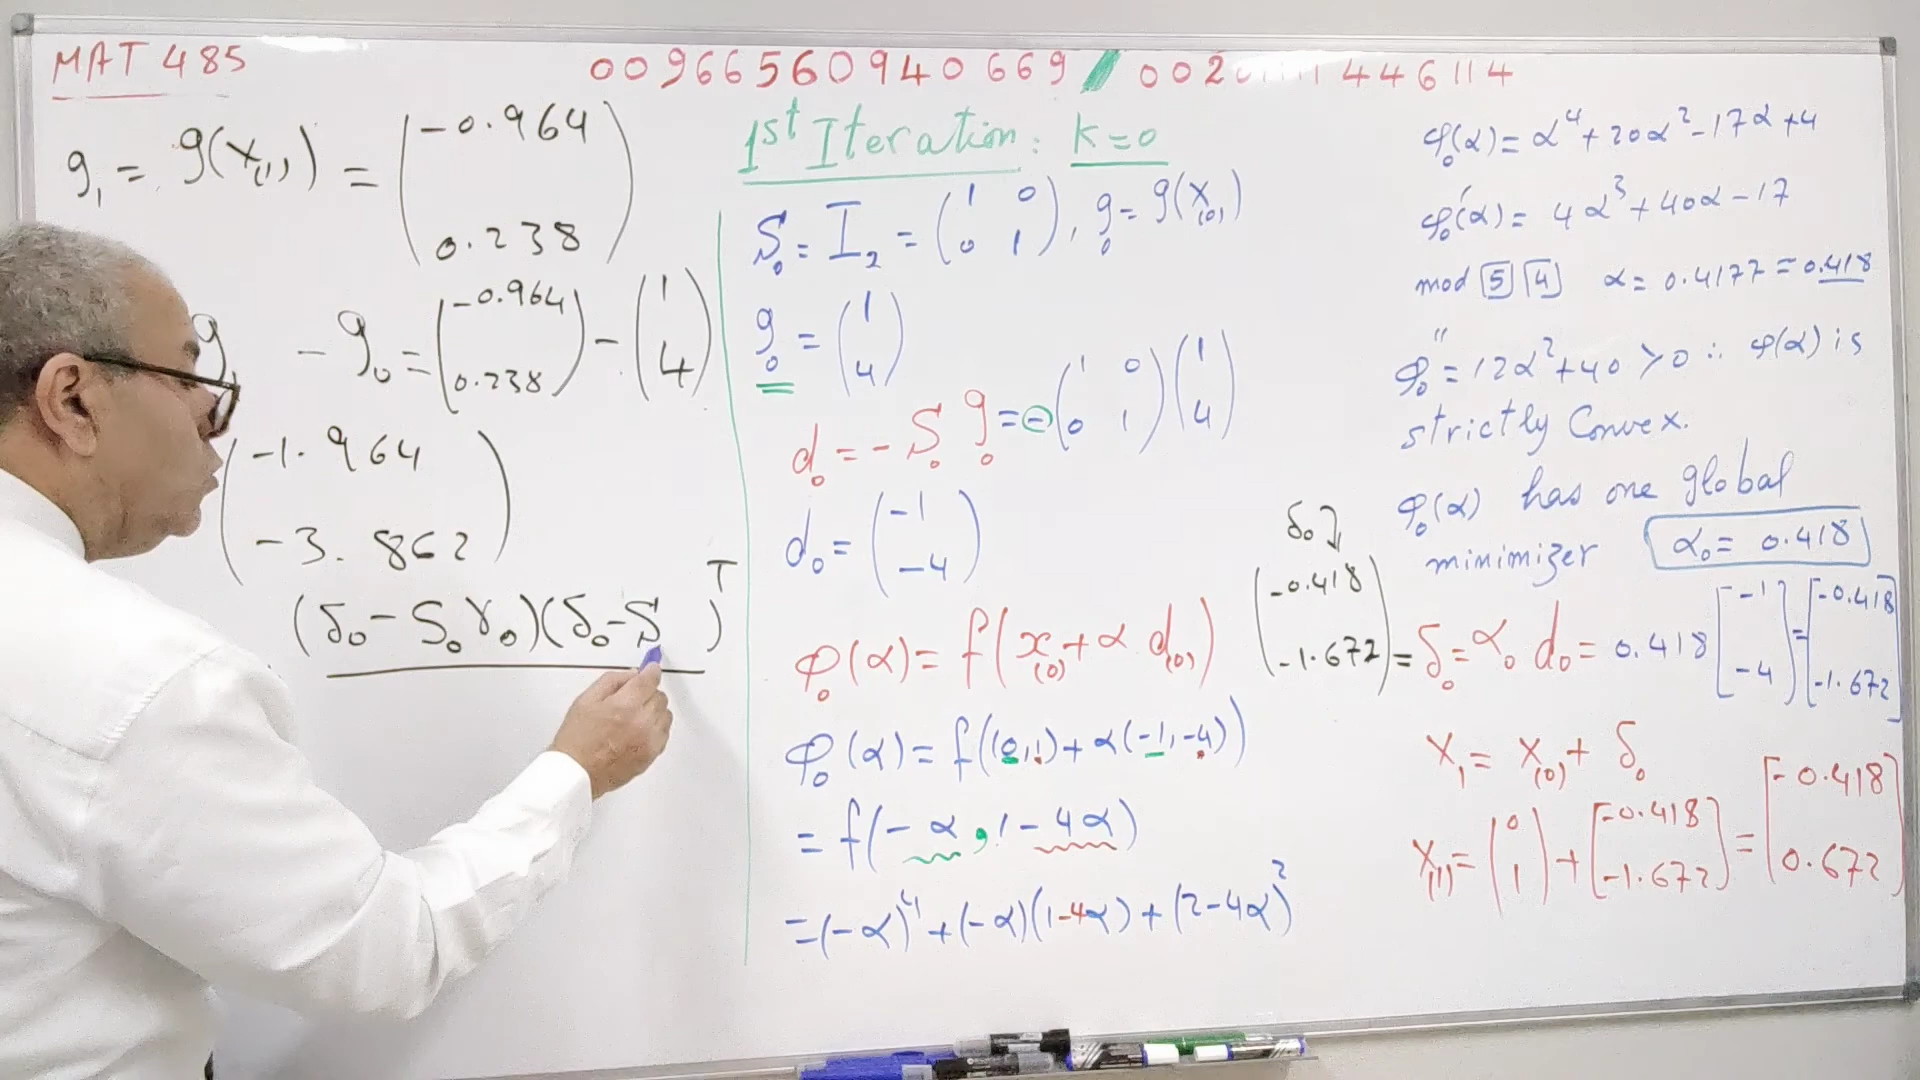 MAT 485
00966560940669 / 002 446114
g₁ = g(x₍₁₎) = (-0.964 0.238)
g₁ - g₀ = (-0.964 0.238) - (1 4)
(-1.964 -3.862)
(δ₀ - S₀γ₀)(δ₀ - S )ᵀ
1st Iteration: k=0
S₀ = I₂ = (1 0 0 1), g₀ = g(x₍₀₎)
g₀ = (1 4)
d₀ = -S₀ g₀ = -(1 0 0 1)(1 4)
d₀ = (-1 -4)
φ₀(α) = f(x₍₀₎ + α d₍₀₎)
φ₀(α) = f((0,1) + α(-1,-4))
= f(-α, 1-4α)
= (-α)⁴ + (-α)(1-4α) + (2-4α)²
φ₀(α) = α⁴ + 20α² - 17α + 4
φ₀'(α) = 4α³ + 40α - 17
mod 5 4 α = 0.4177 = 0.418
φ₀'' = 12α² + 40 > 0 ∴ φ(α) is
strictly Convex.
φ₀(α) has one global
minimizer α₀ = 0.418
δ₀
(-0.418 -1.672) = δ₀ = α₀ d₀ = 0.418 [-1 -4] = [-0.418 -1.672]
x₁ = x₍₀₎ + δ₀
x₍₁₎ = (0 1) + [-0.418 -1.672] = [-0.418 0.672]